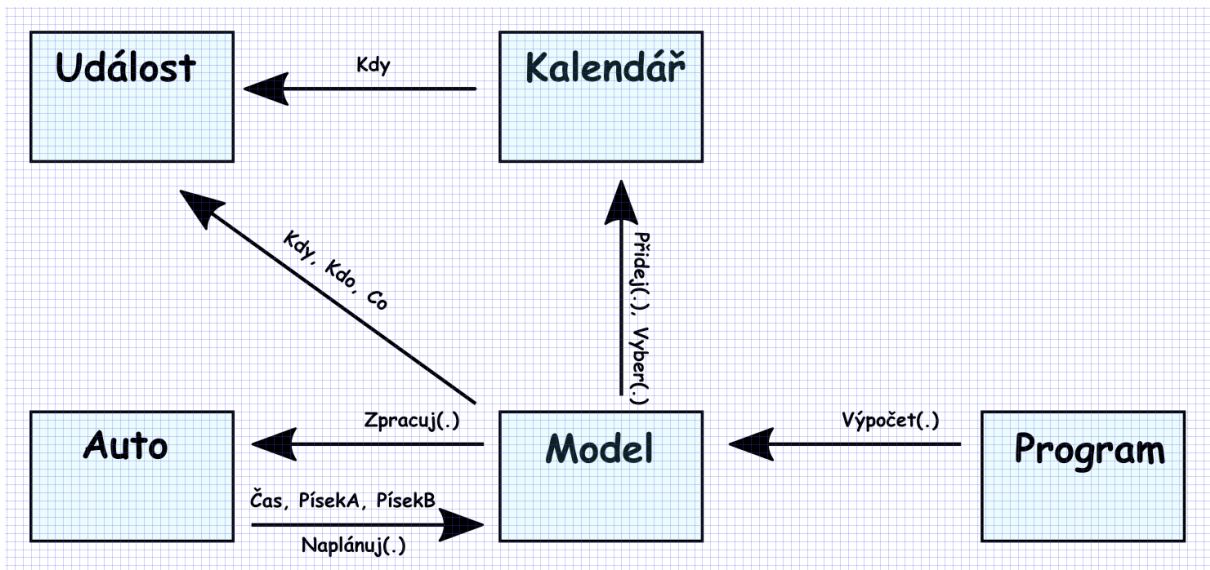 Událost
Kdy
Kalendář
Kdy, Kdo, Co
Přidej(.), Vyber(.)
Auto
Zpracuj(.)
Model
Výpočet(.)
Program
Čas, PísekA, PísekB
Naplánuj(.)